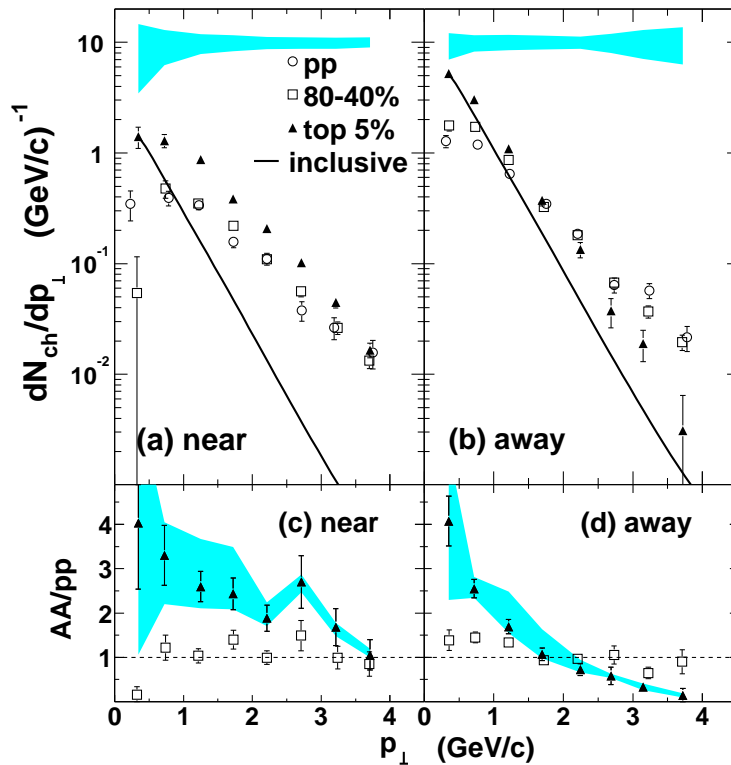 10
1
10⁻¹
10⁻²
dN_ch/dp_⊥ (GeV/c)⁻¹
pp
80-40%
top 5%
inclusive
(a) near
(b) away
AA/pp
4
3
2
1
(c) near
(d) away
0 1 2 3 4 0 1 2 3 4
p_⊥ (GeV/c)